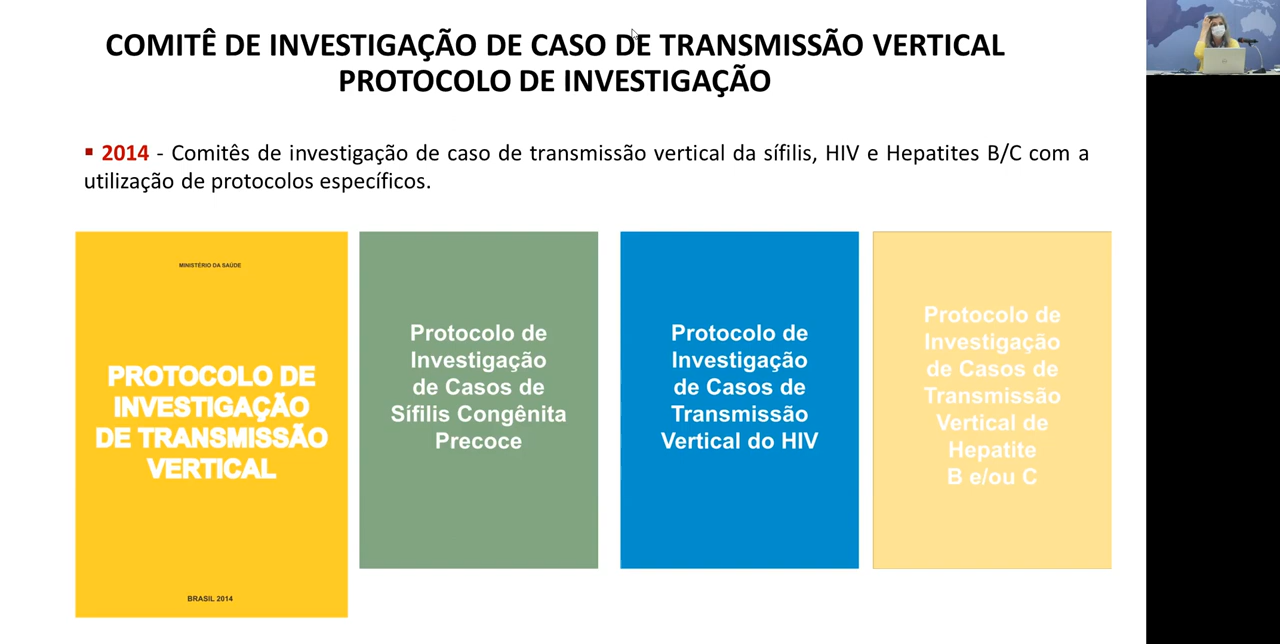 COMITÊ DE INVESTIGAÇÃO DE CASO DE TRANSMISSÃO VERTICAL
PROTOCOLO DE INVESTIGAÇÃO
▪ 2014 - Comitês de investigação de caso de transmissão vertical da sífilis, HIV e Hepatites B/C com a
utilização de protocolos específicos.
MINISTÉRIO DA SAÚDE
PROTOCOLO DE
INVESTIGAÇÃO
DE TRANSMISSÃO
VERTICAL
BRASIL 2014
Protocolo de
Investigação
de Casos de
Sífilis Congênita
Precoce
Protocolo de
Investigação
de Casos de
Transmissão
Vertical do HIV
Protocolo de
Investigação
de Casos de
Transmissão
Vertical de
Hepatite
B e/ou C